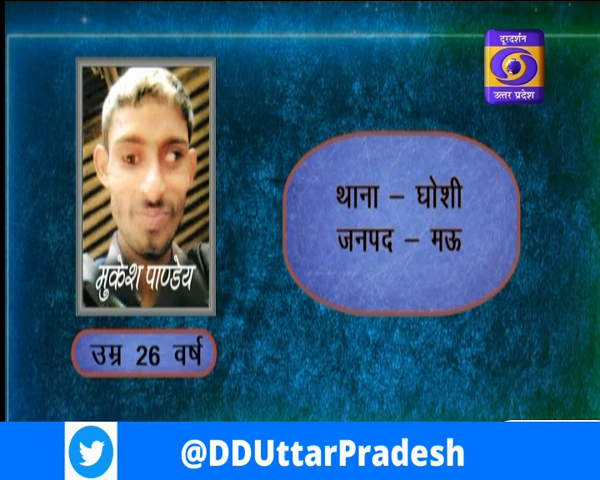 दूरदर्शन
उत्तर प्रदेश
थाना – घोशी
जनपद – मऊ
मुकेश पाण्डेय
उम्र 26 वर्ष
@DDUttarPradesh